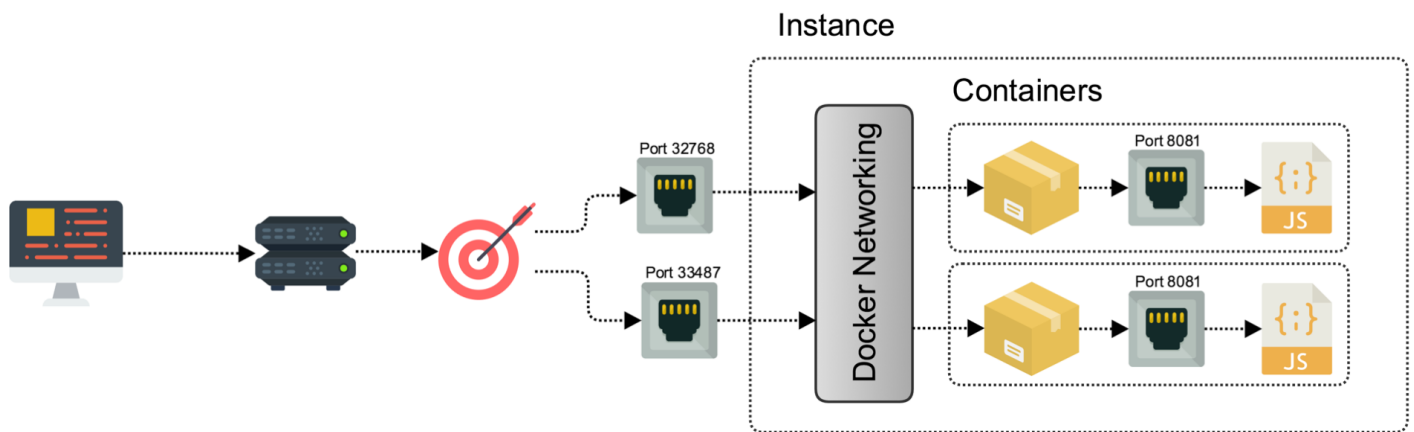 Instance
Containers
Port 32768
Port 8081
{;}
JS
Docker Networking
Port 33487
Port 8081
{;}
JS